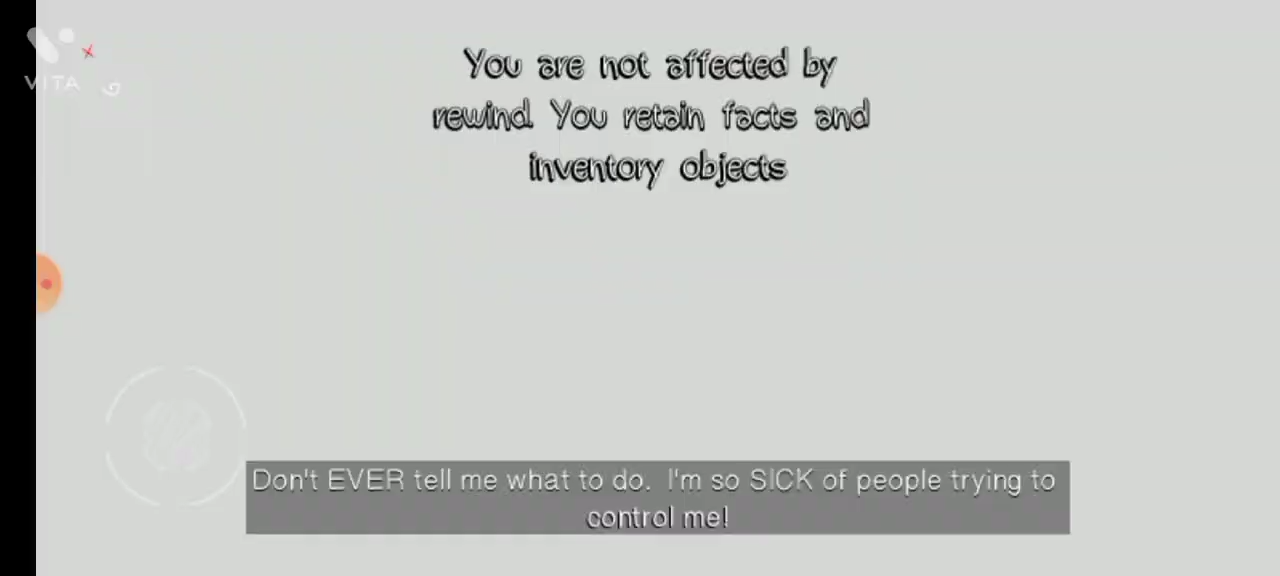 VITA
You are not affected by
rewind. You retain facts and
inventory objects
Don't EVER tell me what to do.  I'm so SICK of people trying to
control me!